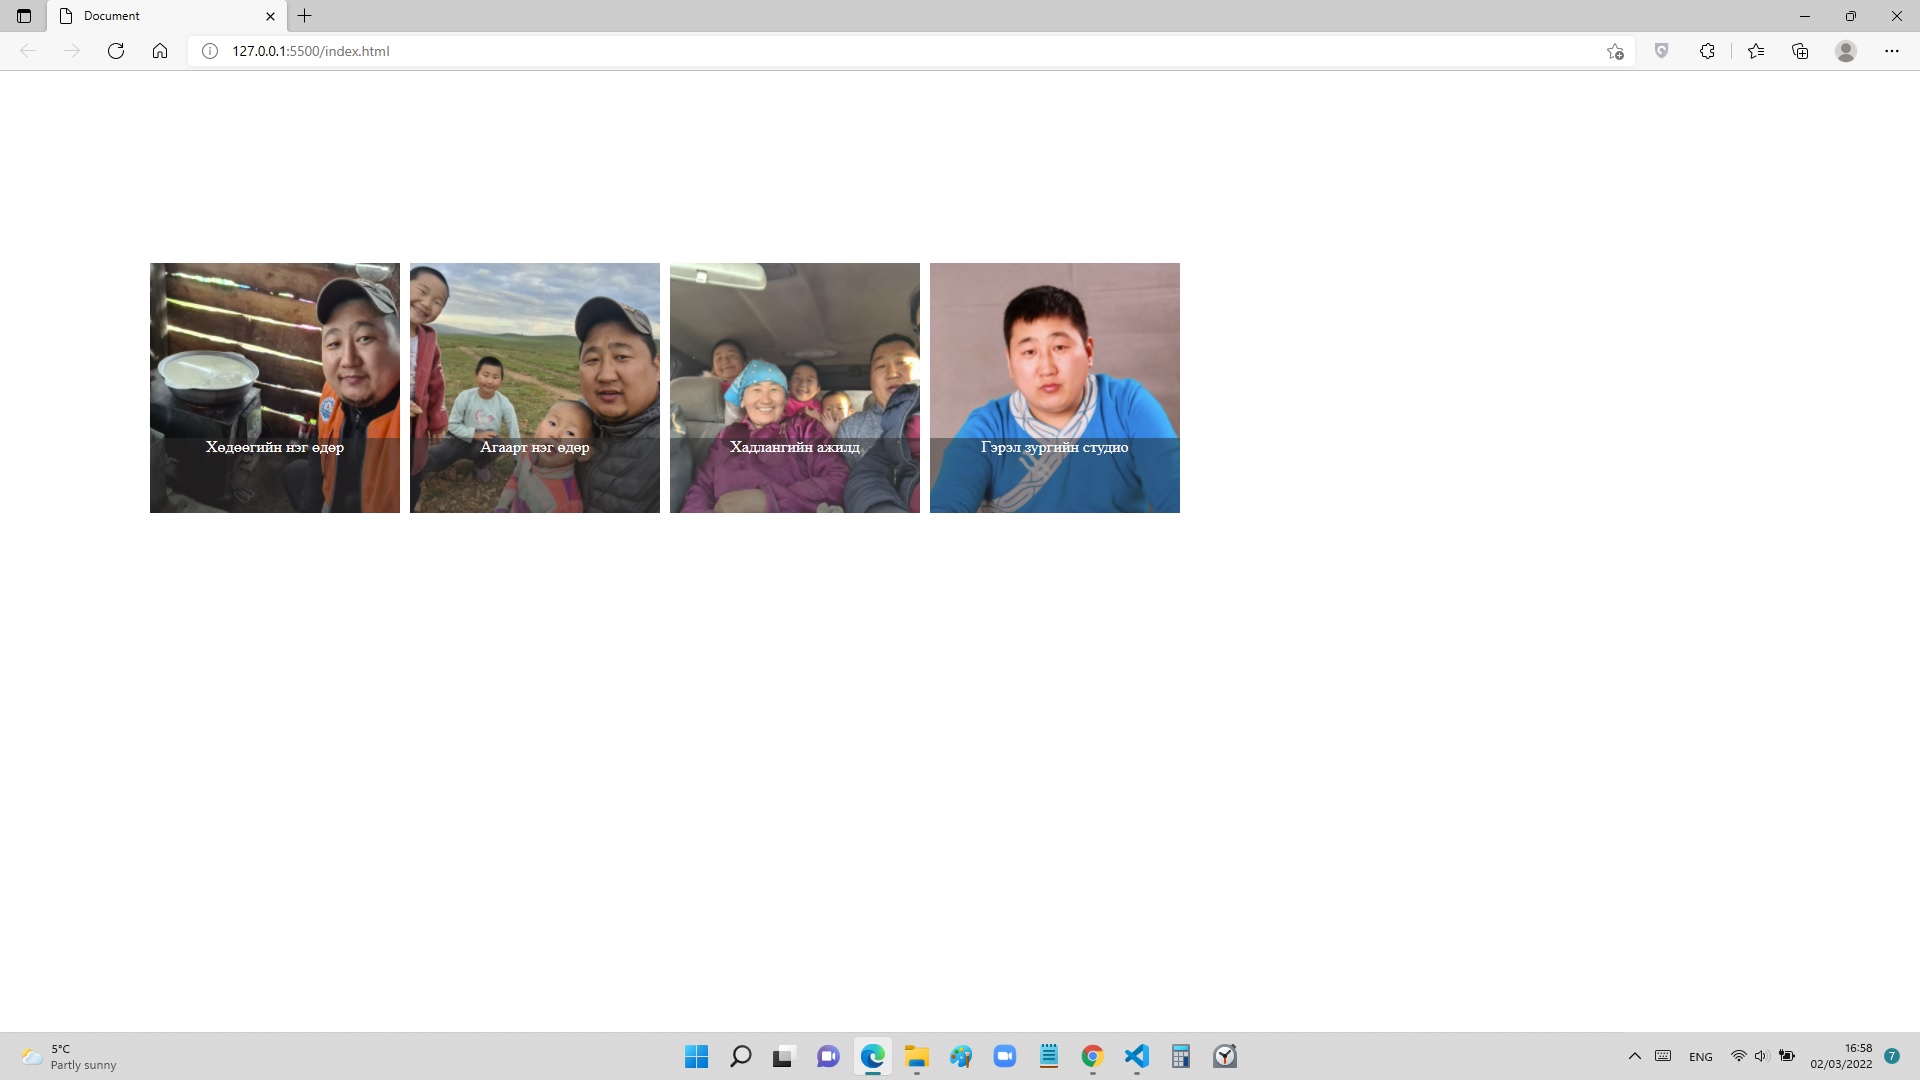 Document
127.0.0.1:5500/index.html
Хөдөөгийн нэг өдөр
Агаарт нэг өдөр
Хадлангийн ажилд
Гэрэл зургийн студио
5°C
Partly sunny
ENG
16:58
02/03/2022
7